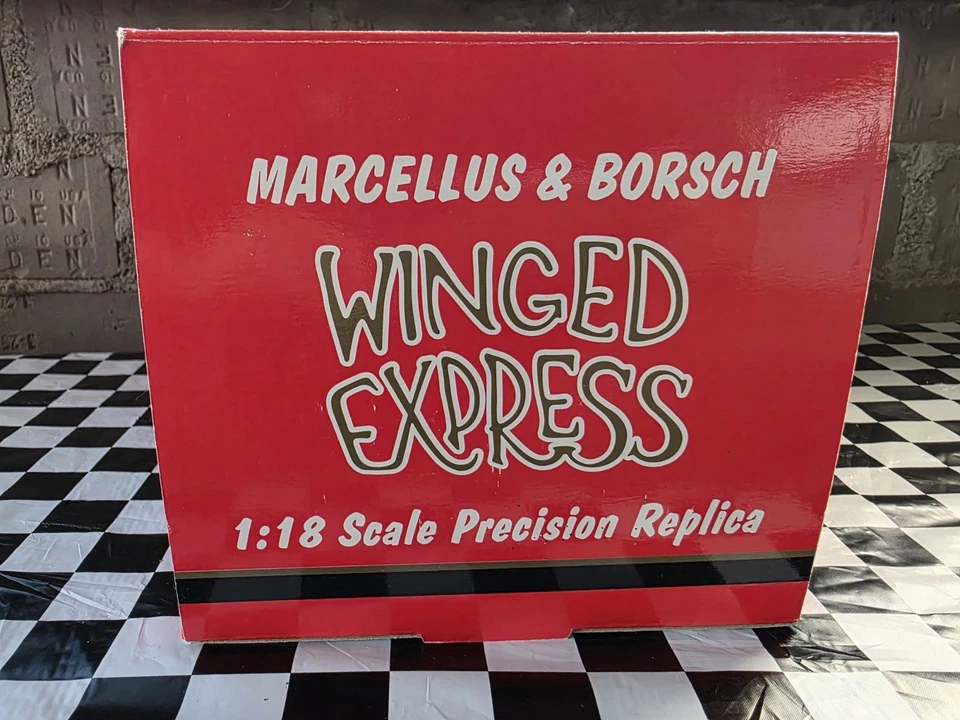 MARCELLUS & BORSCH
WINGED
EXPRESS
1:18 Scale Precision Replica